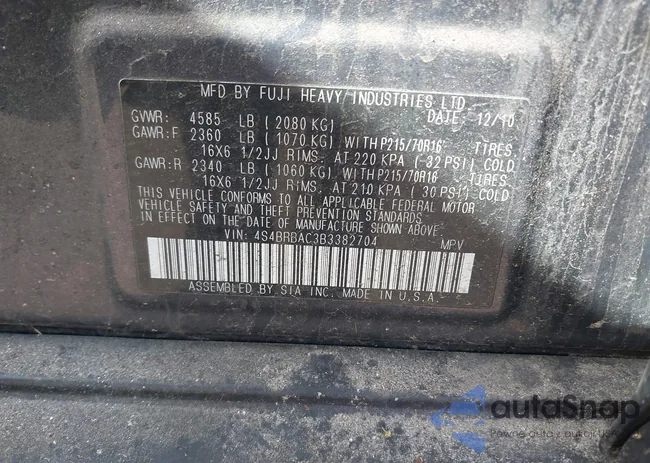 MFD BY FUJI HEAVY INDUSTRIES LTD.
GVWR: 4585 LB (2080 KG) DATE: 12/10
GAWR:F 2360 LB (1070 KG) WITH P215/70R16 TIRES,
16X6 1/2JJ RIMS, AT 220 KPA ( 32 PSI) COLD
GAWR:R 2340 LB (1060 KG) WITH P215/70R16 TIRES,
16X6 1/2JJ RIMS, AT 210 KPA ( 30 PSI) COLD
THIS VEHICLE CONFORMS TO ALL APPLICABLE FEDERAL MOTOR
VEHICLE SAFETY AND THEFT PREVENTION STANDARDS
IN EFFECT ON THE DATE OF MANUFACTURE SHOWN ABOVE.
VIN: 4S4BRBAC3B3382704 MPV
ASSEMBLED BY SIA INC. MADE IN U.S.A.
autoSnap
Pewne auto z aukcji